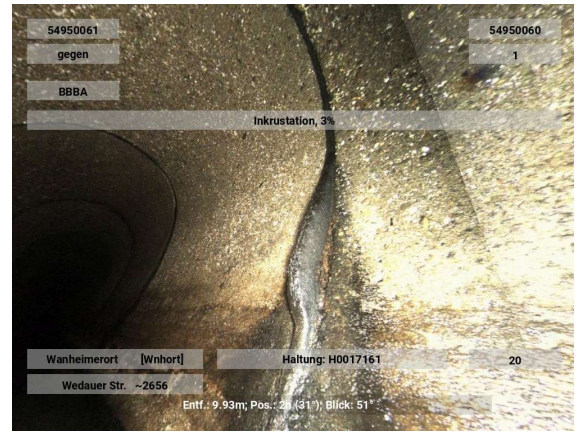 54950061
54950060
gegen
1
BBBA
Inkrustation, 3%
Wanheimerort [Wnhort]
Haltung: H0017161
20
Wedauer Str. ~2656
Entf.: 9.93m; Pos.: 2h (31°); Blick: 51°